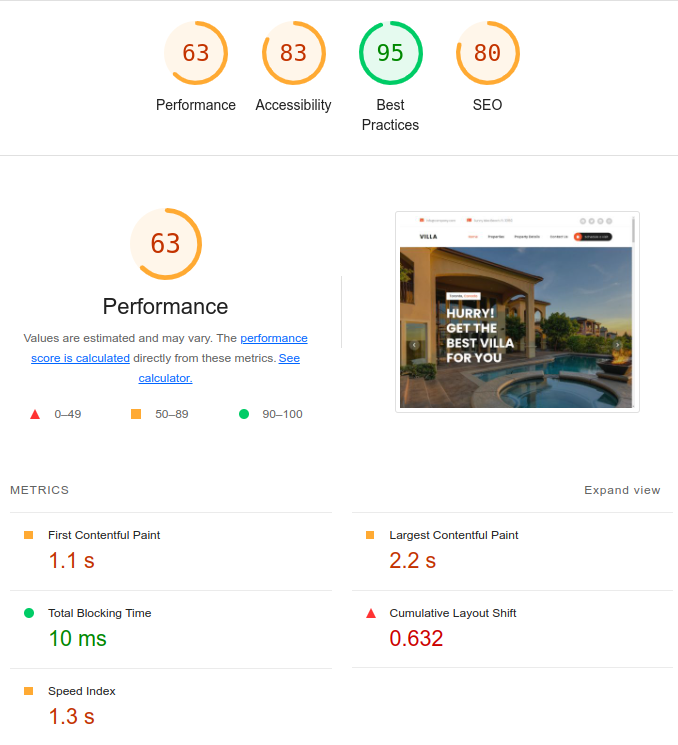 63
83
95
80
Performance
Accessibility
Best
Practices
SEO
63
Performance
Values are estimated and may vary. The performance
score is calculated directly from these metrics. See
calculator.
0–49
50–89
90–100
VILLA
Home
Properties
Property Details
Contact Us
HURRY!
GET THE
BEST VILLA
FOR YOU
METRICS
Expand view
First Contentful Paint
1.1 s
Largest Contentful Paint
2.2 s
Total Blocking Time
10 ms
Cumulative Layout Shift
0.632
Speed Index
1.3 s